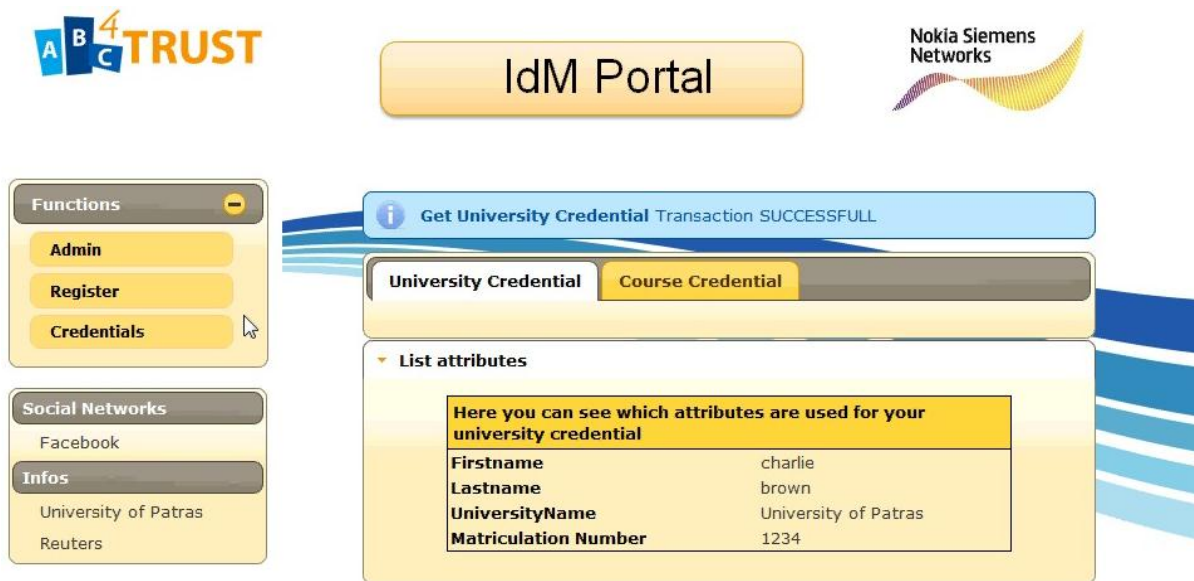 ABC4TRUST
IdM Portal
Nokia Siemens
Networks
Functions
Admin
Register
Credentials
Social Networks
Facebook
Infos
University of Patras
Reuters
Get University Credential Transaction SUCCESSFULL
University Credential Course Credential
List attributes
Here you can see which attributes are used for your
university credential
Firstname charlie
Lastname brown
UniversityName University of Patras
Matriculation Number 1234